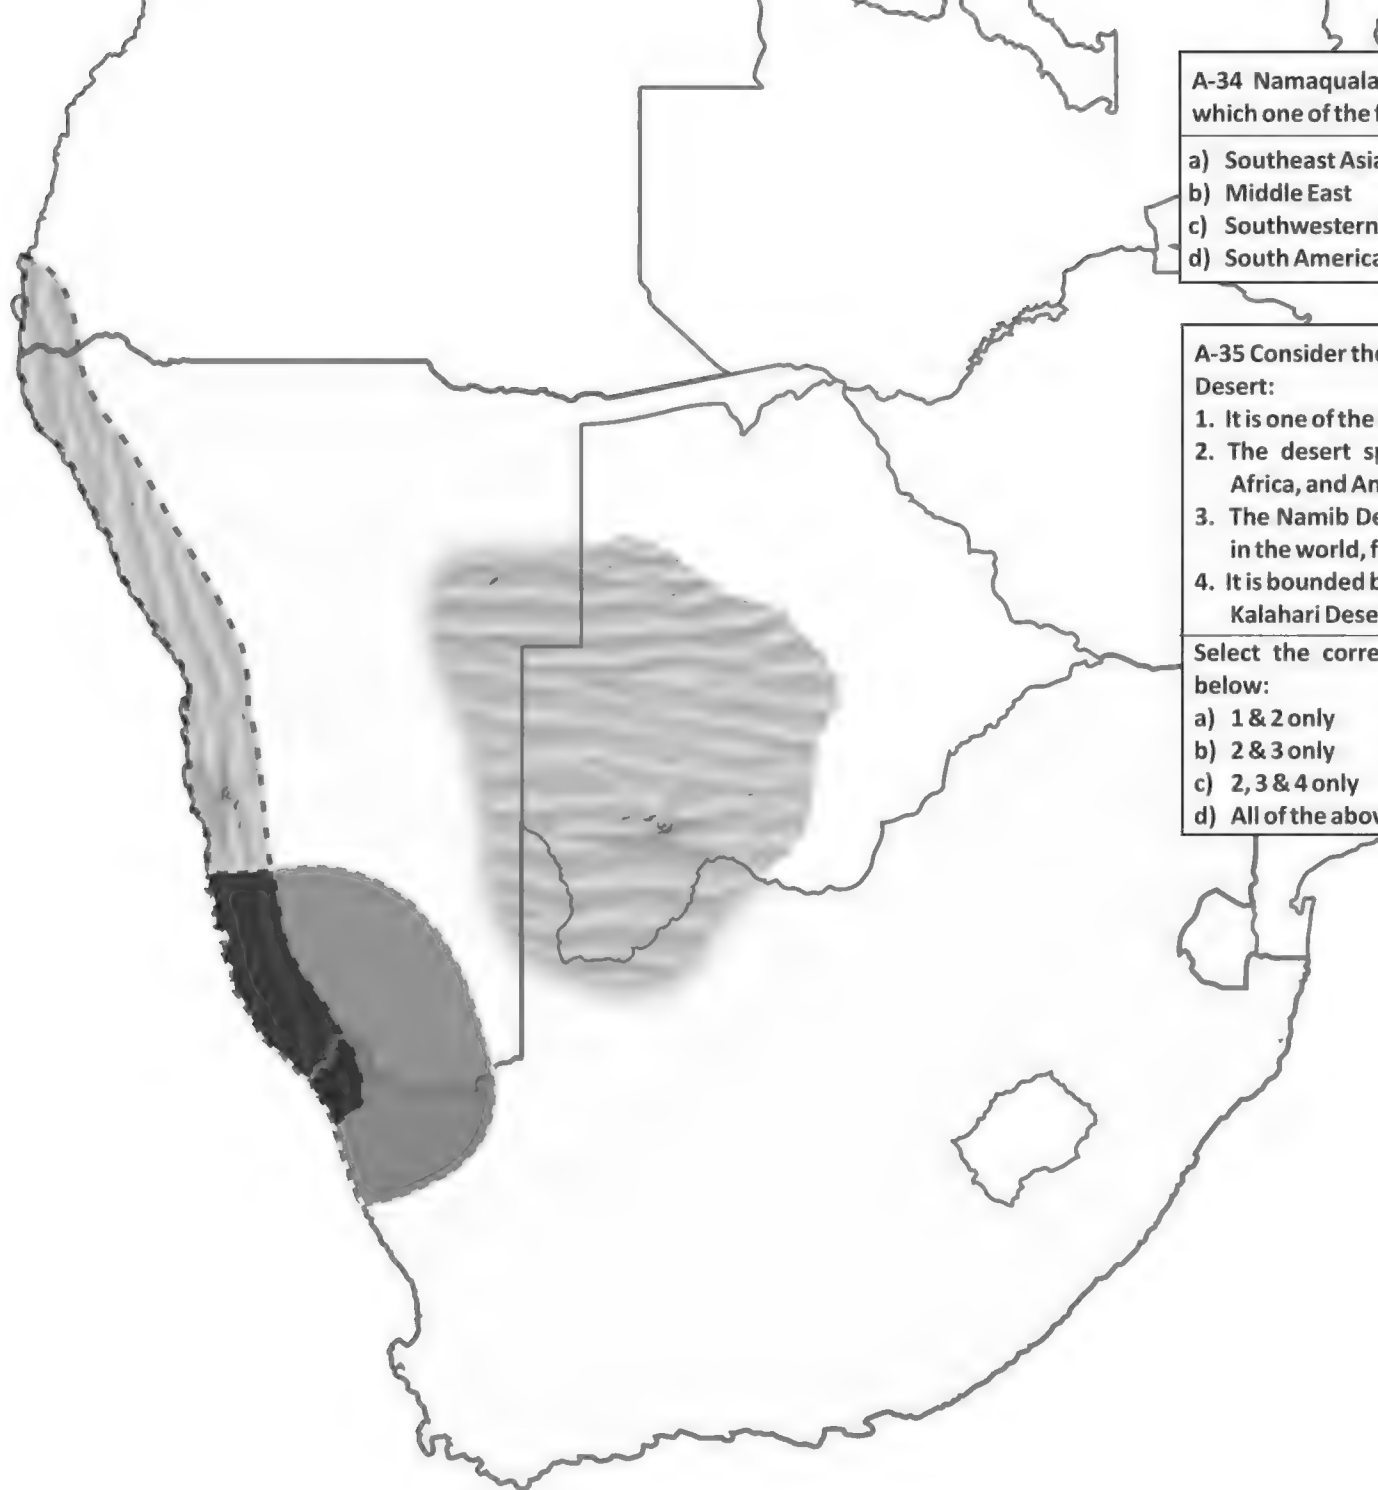 A-34 Namaquala
which one of the f
a) Southeast Asia
b) Middle East
c) Southwestern
d) South America
A-35 Consider the
Desert:
1. It is one of the
2. The desert sp
Africa, and An
3. The Namib De
in the world, f
4. It is bounded b
Kalahari Dese
Select the corre
below:
a) 1 & 2 only
b) 2 & 3 only
c) 2, 3 & 4 only
d) All of the abov